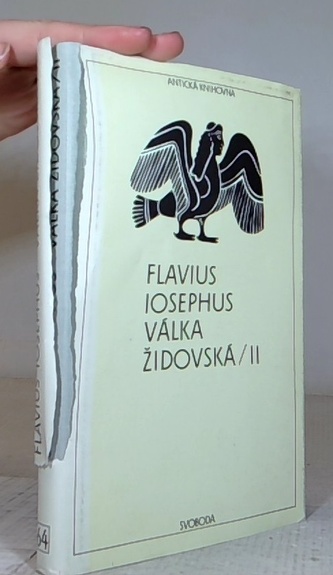 ANTICKÁ KNIHOVNA
FLAVIUS
IOSEPHUS
VÁLKA
ŽIDOVSKÁ/II
SVOBODA
VÁLKA ŽIDOVSKÁ/II
FLAVIUS IOSEPHUS
64